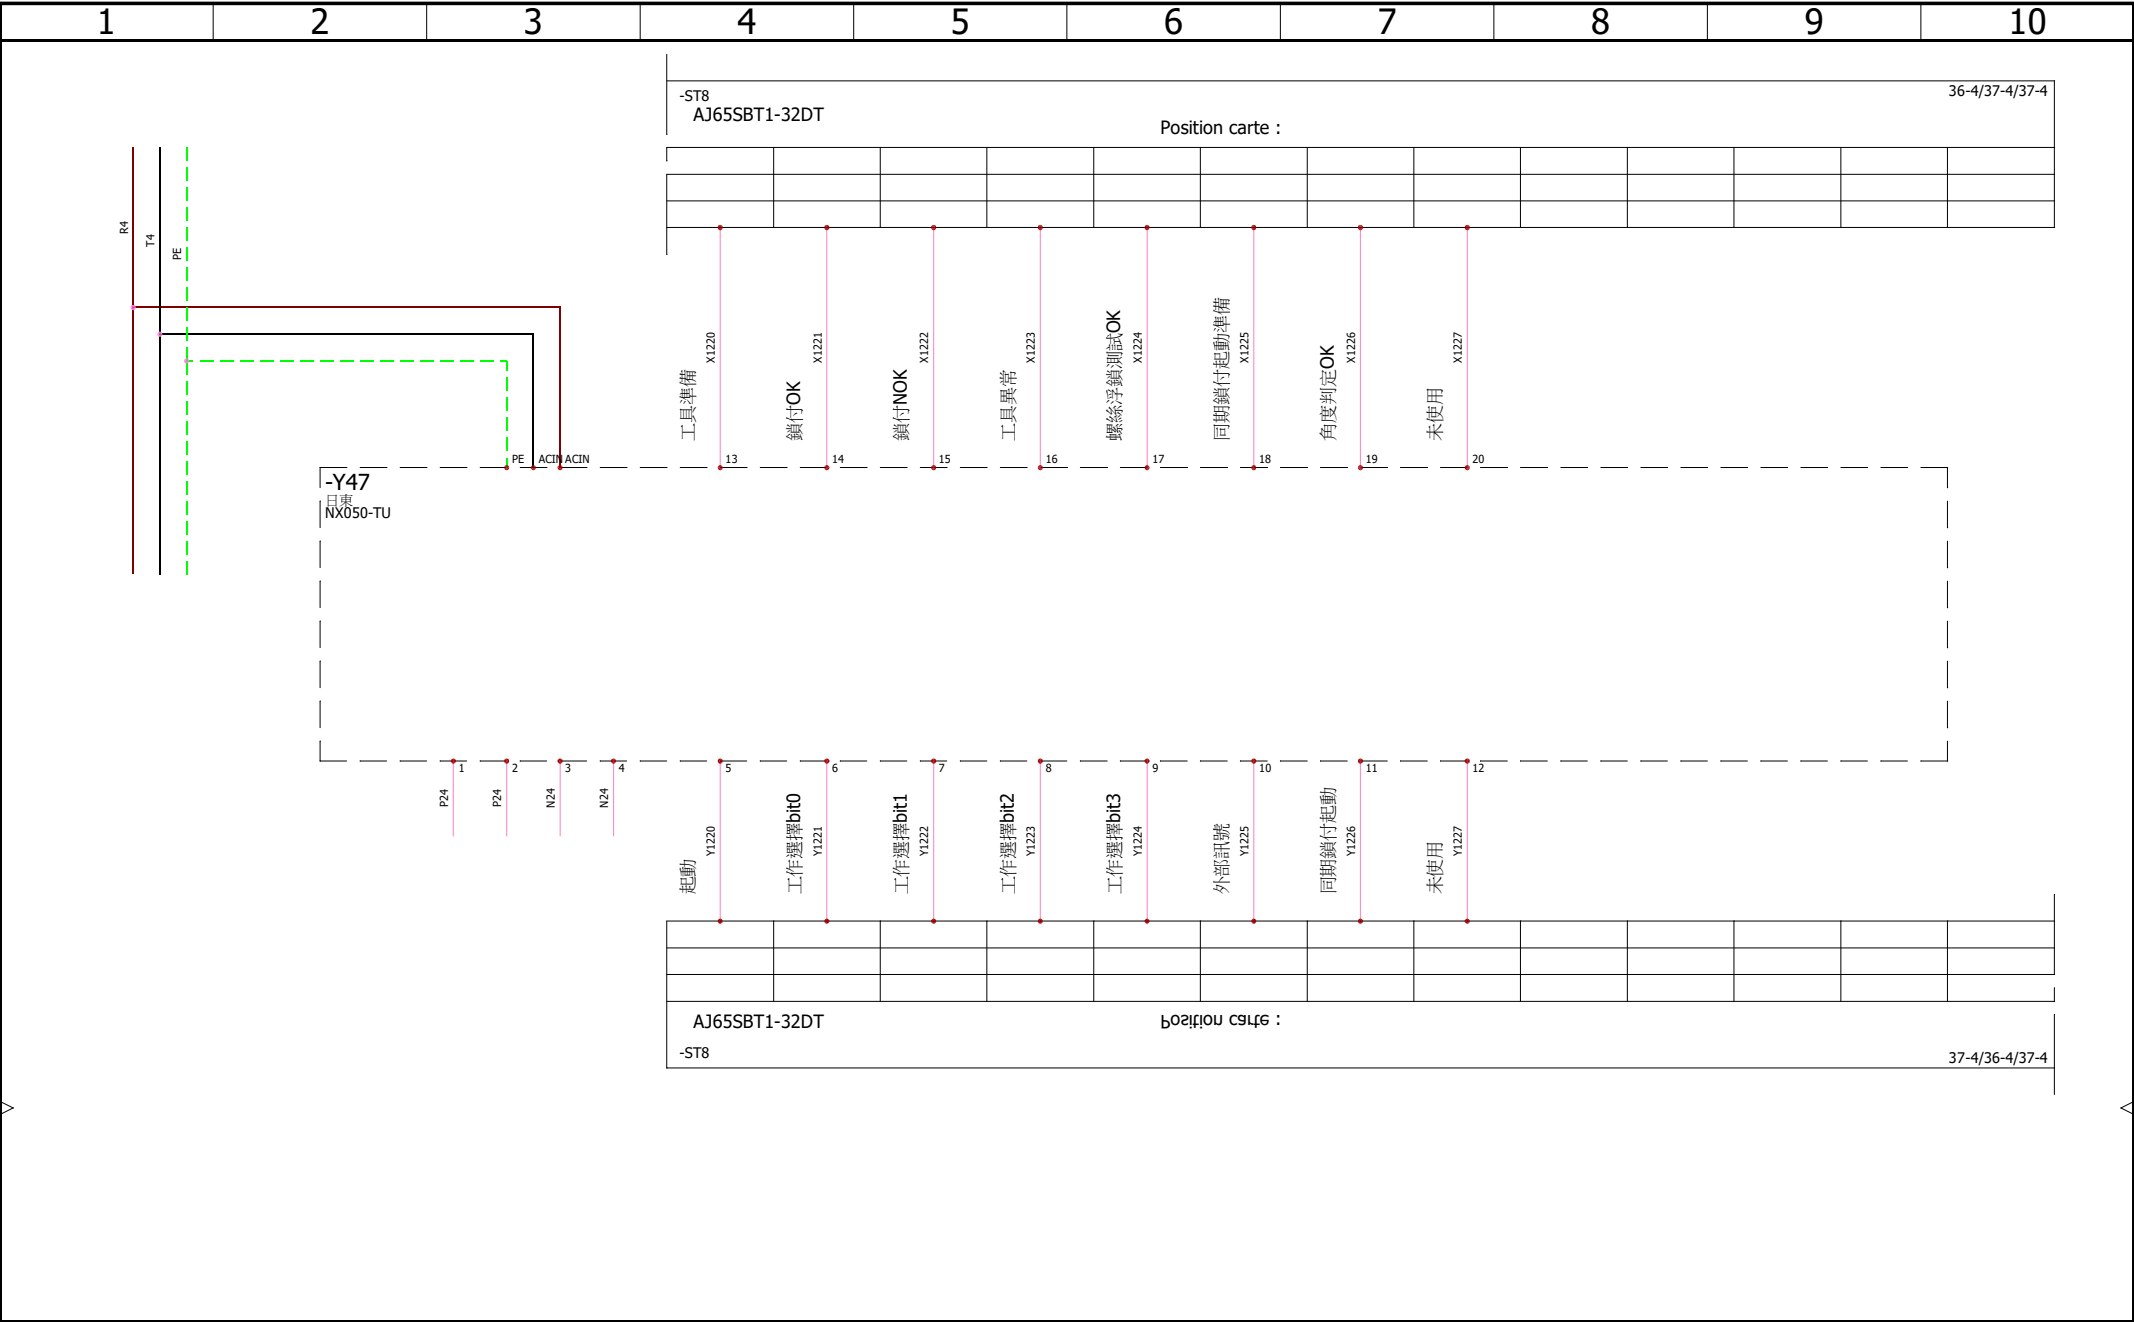 1 2 3 4 5 6 7 8 9 10
-ST8
36-4/37-4/37-4
AJ65SBT1-32DT
Position carte :
R4
T4
PE
工具準備
X1220
鎖付OK
X1221
鎖付NOK
X1222
工具異常
X1223
螺絲浮鎖測試OK
X1224
同期鎖付起動準備
X1225
角度判定OK
X1226
未使用
X1227
PE ACIN ACIN 13 14 15 16 17 18 19 20
-Y47
日東
NX050-TU
1 2 3 4 5 6 7 8 9 10 11 12
P24
P24
N24
N24
起動
Y1220
工作選擇bit0
Y1221
工作選擇bit1
Y1222
工作選擇bit2
Y1223
工作選擇bit3
Y1224
外部訊號
Y1225
同期鎖付起動
Y1226
未使用
Y1227
AJ65SBT1-32DT
Position carte :
-ST8
37-4/36-4/37-4